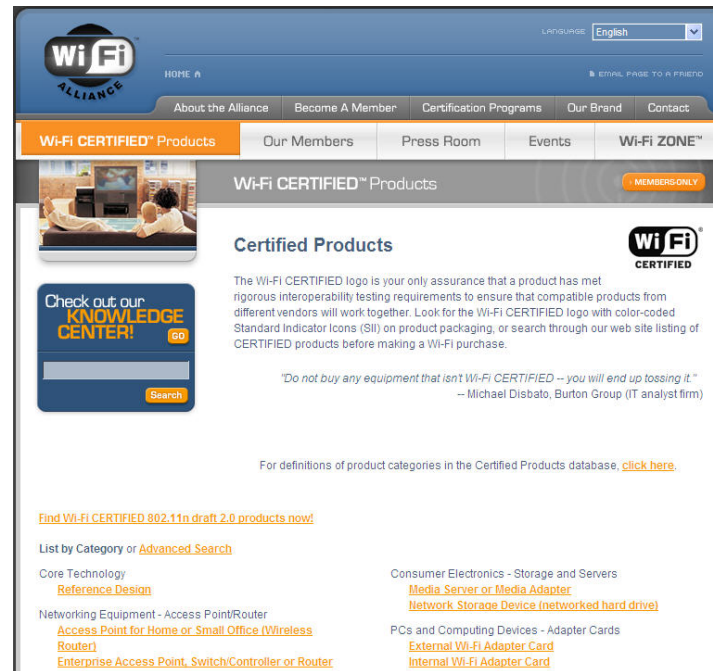 LANGUAGE English
Wi Fi
ALLIANCE
HOME
EMAIL PAGE TO A FRIEND
About the Alliance Become A Member Certification Programs Our Brand Contact
Wi-Fi CERTIFIED™ Products Our Members Press Room Events Wi-Fi ZONE™
Wi-Fi CERTIFIED™ Products
MEMBERS-ONLY
Certified Products
Wi Fi®
CERTIFIED
The Wi-Fi CERTIFIED logo is your only assurance that a product has met
rigorous interoperability testing requirements to ensure that compatible products from
different vendors will work together. Look for the Wi-Fi CERTIFIED logo with color-coded
Standard Indicator Icons (SII) on product packaging, or search through our web site listing of
CERTIFIED products before making a Wi-Fi purchase.
Check out our
KNOWLEDGE
CENTER! GO
Search
"Do not buy any equipment that isn't Wi-Fi CERTIFIED -- you will end up tossing it."
-- Michael Disbato, Burton Group (IT analyst firm)
For definitions of product categories in the Certified Products database, click here.
Find Wi-Fi CERTIFIED 802.11n draft 2.0 products now!
List by Category or Advanced Search
Core Technology
Reference Design
Networking Equipment - Access Point/Router
Access Point for Home or Small Office (Wireless
Router)
Enterprise Access Point, Switch/Controller or Router
Consumer Electronics - Storage and Servers
Media Server or Media Adapter
Network Storage Device (networked hard drive)
PCs and Computing Devices - Adapter Cards
External Wi-Fi Adapter Card
Internal Wi-Fi Adapter Card